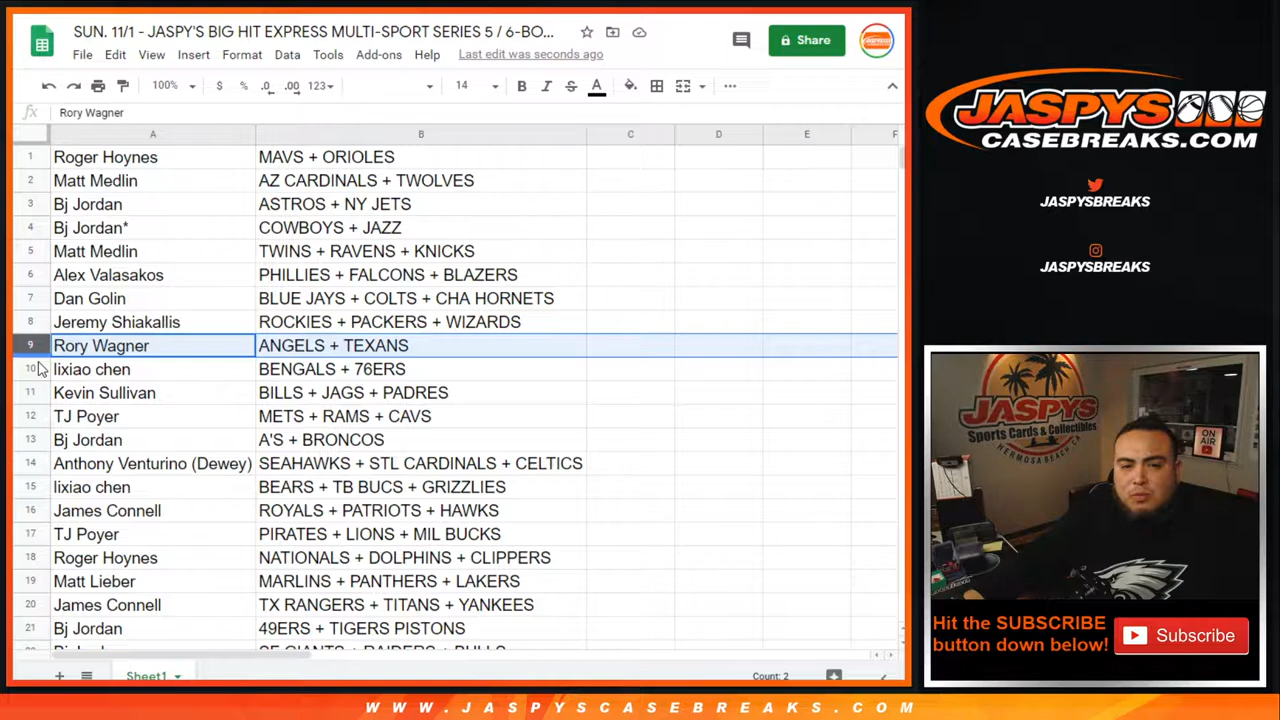 SUN. 11/1 - JASPY'S BIG HIT EXPRESS MULTI-SPORT SERIES 5 / 6-BO...
File Edit View Insert Format Data Tools Add-ons Help Last edit was seconds ago
Share
100% $ % .0 .00 123 14 B I S A ...
fx Rory Wagner
A B C D E F
1 Roger Hoynes MAVS + ORIOLES
2 Matt Medlin AZ CARDINALS + TWOLVES
3 Bj Jordan ASTROS + NY JETS
4 Bj Jordan* COWBOYS + JAZZ
5 Matt Medlin TWINS + RAVENS + KNICKS
6 Alex Valasakos PHILLIES + FALCONS + BLAZERS
7 Dan Golin BLUE JAYS + COLTS + CHA HORNETS
8 Jeremy Shiakallis ROCKIES + PACKERS + WIZARDS
9 Rory Wagner ANGELS + TEXANS
10 lixiao chen BENGALS + 76ERS
11 Kevin Sullivan BILLS + JAGS + PADRES
12 TJ Poyer METS + RAMS + CAVS
13 Bj Jordan A'S + BRONCOS
14 Anthony Venturino (Dewey) SEAHAWKS + STL CARDINALS + CELTICS
15 lixiao chen BEARS + TB BUCS + GRIZZLIES
16 James Connell ROYALS + PATRIOTS + HAWKS
17 TJ Poyer PIRATES + LIONS + MIL BUCKS
18 Roger Hoynes NATIONALS + DOLPHINS + CLIPPERS
19 Matt Lieber MARLINS + PANTHERS + LAKERS
20 James Connell TX RANGERS + TITANS + YANKEES
21 Bj Jordan 49ERS + TIGERS PISTONS
Sheet1
Count: 2
WWW.JASPYSCASEBREAKS.COM
JASPYS
CASEBREAKS.COM
JASPYSBREAKS
JASPYSBREAKS
JASPYS
Sports Cards & Collectibles
HERMOSA BEACH CA
ON
AIR
Hit the SUBSCRIBE
button down below!
Subscribe